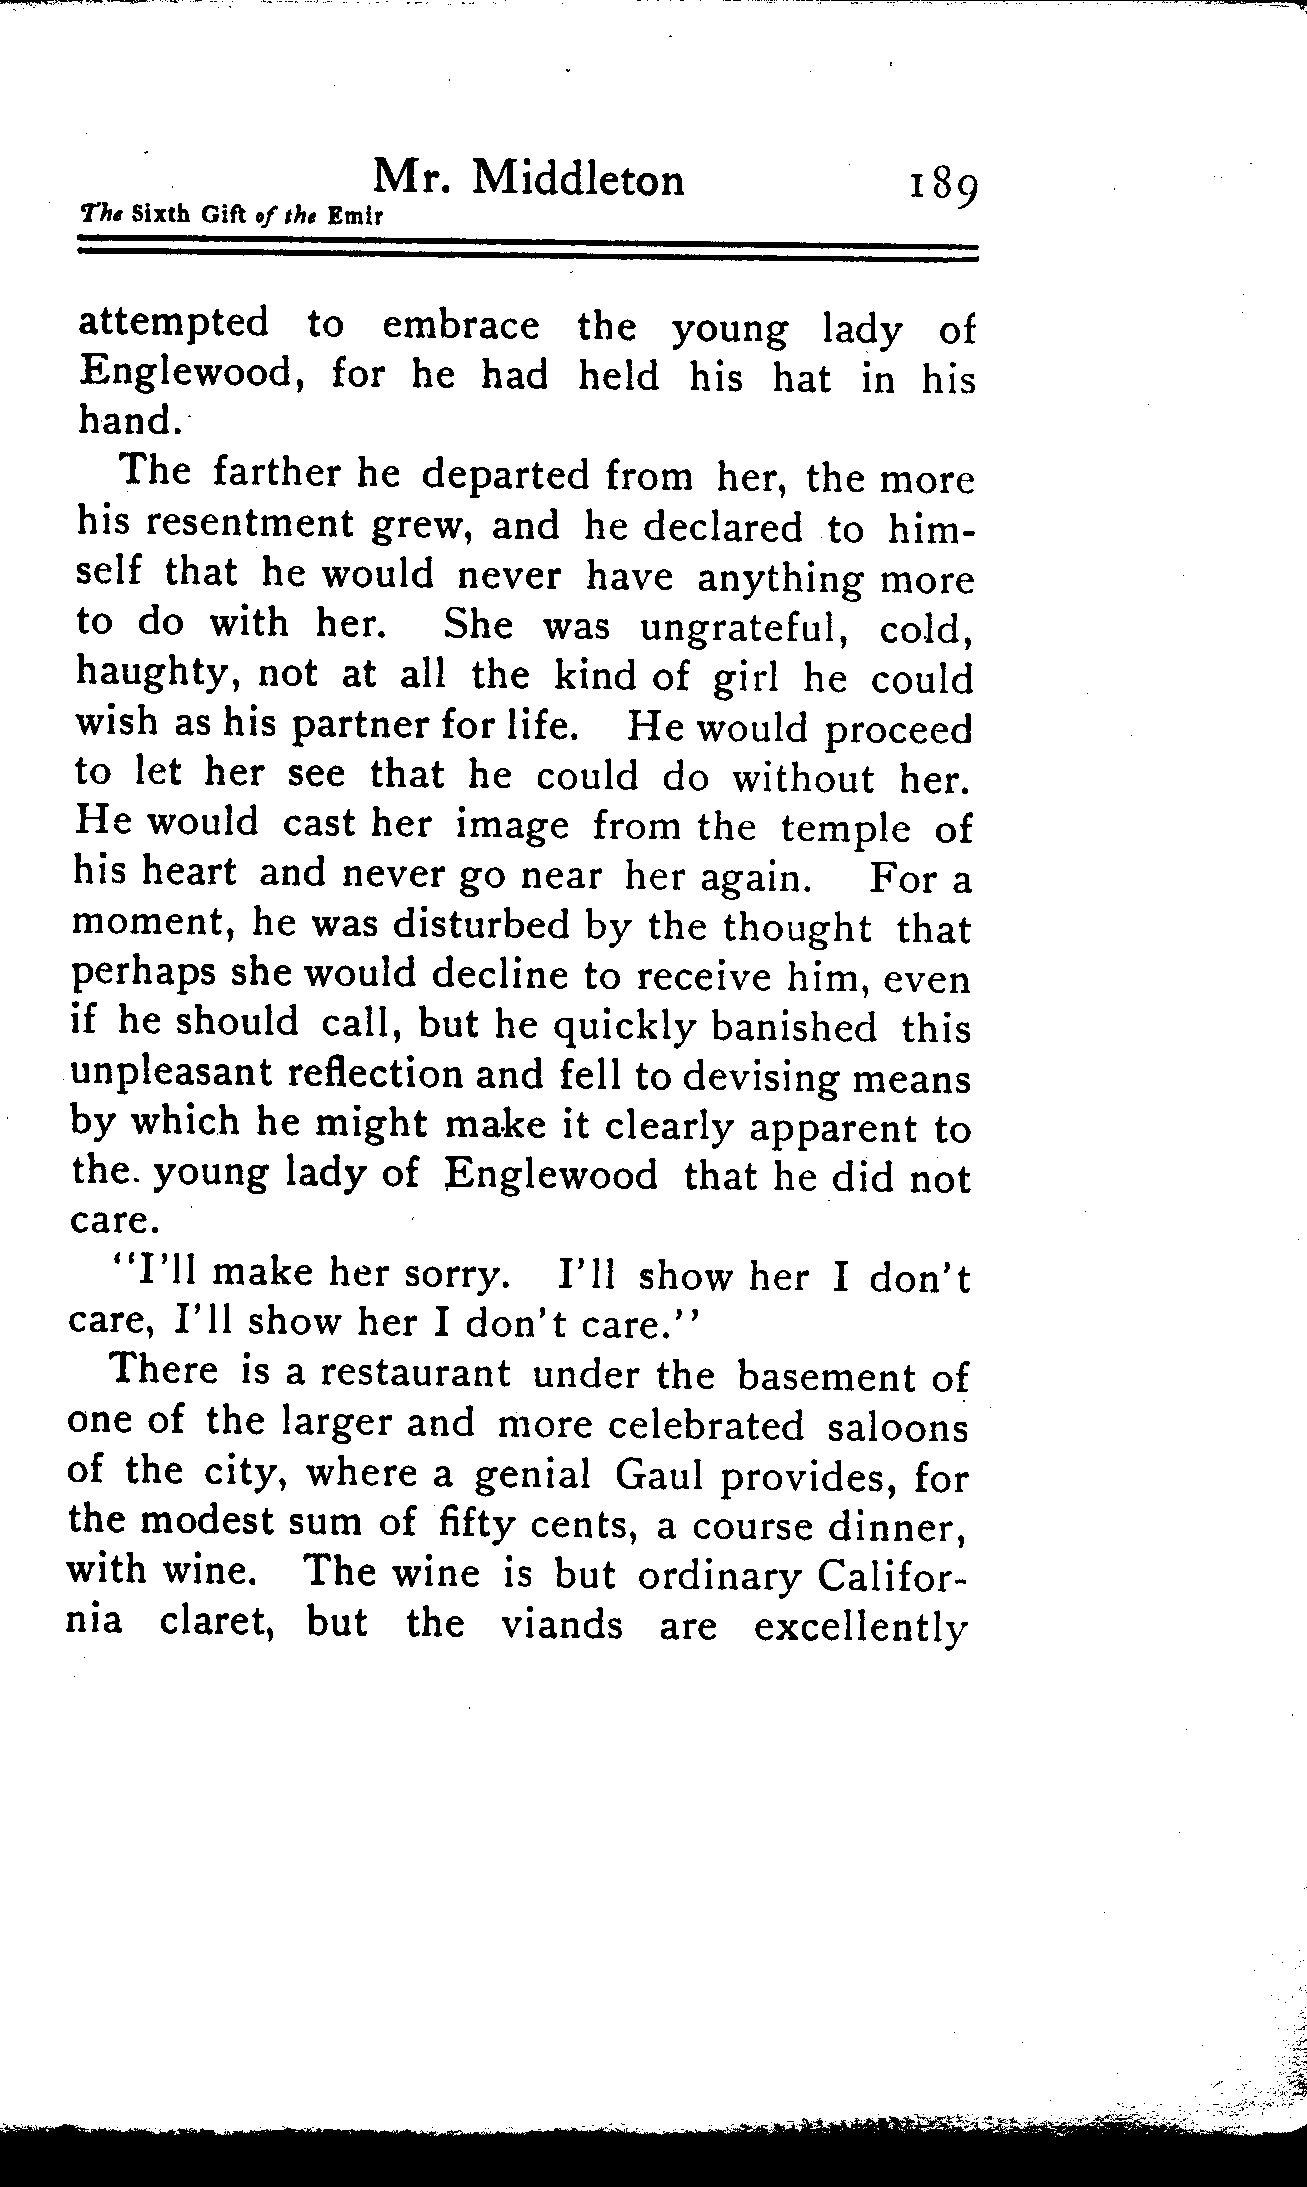 Mr. Middleton 189
The Sixth Gift of the Emir
attempted to embrace the young lady of
Englewood, for he had held his hat in his
hand.
The farther he departed from her, the more
his resentment grew, and he declared to him-
self that he would never have anything more
to do with her. She was ungrateful, cold,
haughty, not at all the kind of girl he could
wish as his partner for life. He would proceed
to let her see that he could do without her.
He would cast her image from the temple of
his heart and never go near her again. For a
moment, he was disturbed by the thought that
perhaps she would decline to receive him, even
if he should call, but he quickly banished this
unpleasant reflection and fell to devising means
by which he might make it clearly apparent to
the. young lady of Englewood that he did not
care.
"I'll make her sorry. I'll show her I don't
care, I'll show her I don't care."
There is a restaurant under the basement of
one of the larger and more celebrated saloons
of the city, where a genial Gaul provides, for
the modest sum of fifty cents, a course dinner,
with wine. The wine is but ordinary Califor-
nia claret, but the viands are excellently